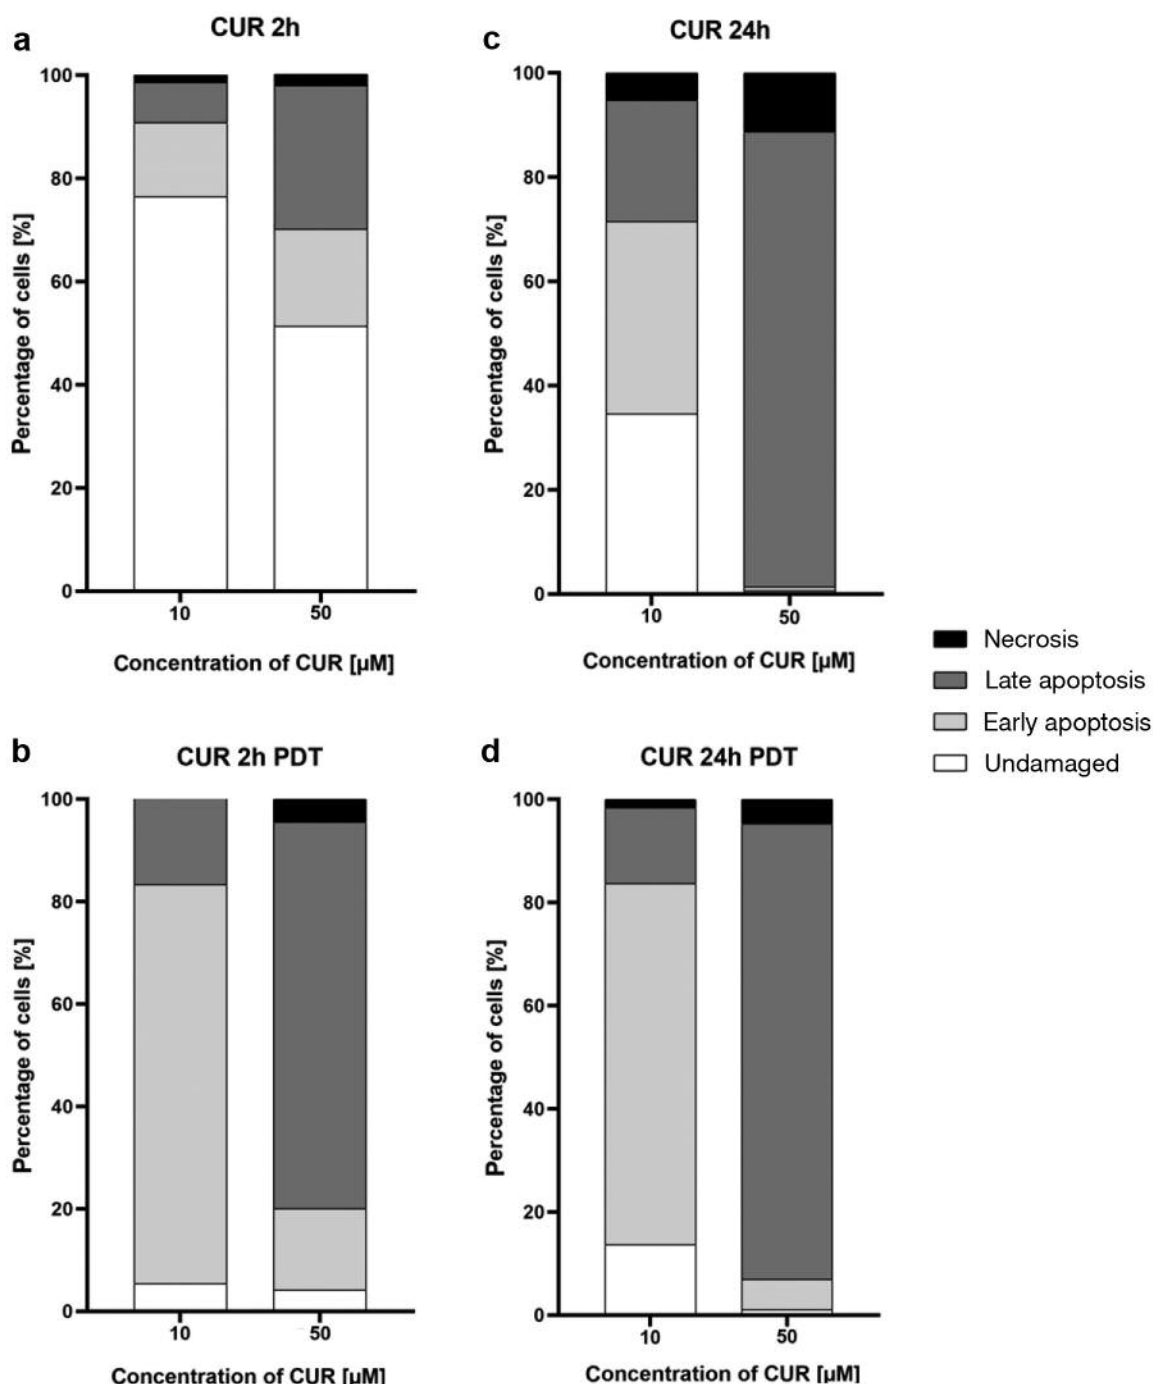 a
CUR 2h
Percentage of cells [%]
100
80
60
40
20
0
10 50
Concentration of CUR [µM]
c
CUR 24h
Percentage of cells [%]
100
80
60
40
20
0
10 50
Concentration of CUR [µM]
Necrosis
Late apoptosis
Early apoptosis
Undamaged
b
CUR 2h PDT
Percentage of cells [%]
100
80
60
40
20
0
10 50
Concentration of CUR [µM]
d
CUR 24h PDT
Percentage of cells [%]
100
80
60
40
20
0
10 50
Concentration of CUR [µM]